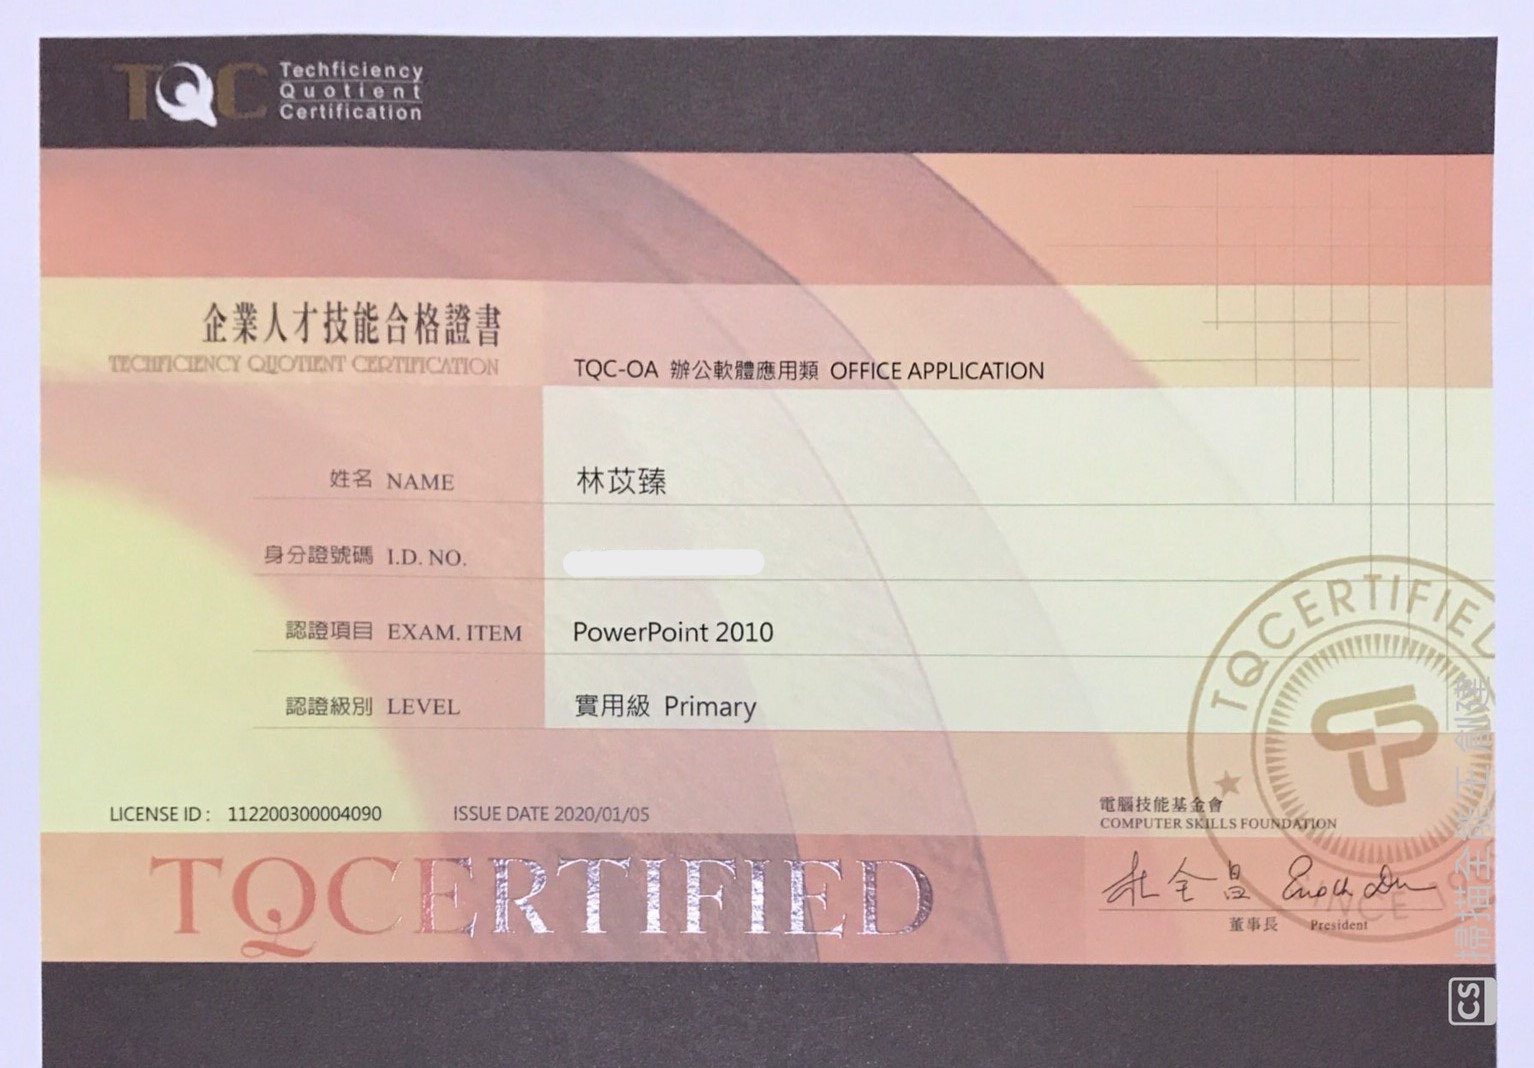 TQC
Techficiency
Quotient
Certification
企業人才技能合格證書
TECHFICIENCY QUOTIENT CERTIFICATION
TQC-OA 辦公軟體應用類 OFFICE APPLICATION
姓名 NAME 林苡臻
身分證號碼 I.D. NO.
認證項目 EXAM. ITEM PowerPoint 2010
認證級別 LEVEL 實用級 Primary
LICENSE ID : 112200300004090 ISSUE DATE 2020/01/05
電腦技能基金會
COMPUTER SKILLS FOUNDATION
TQCERTIFIED
杜全昌
董事長 President
TQCERTIFIED
CS 掃描全能王 創建